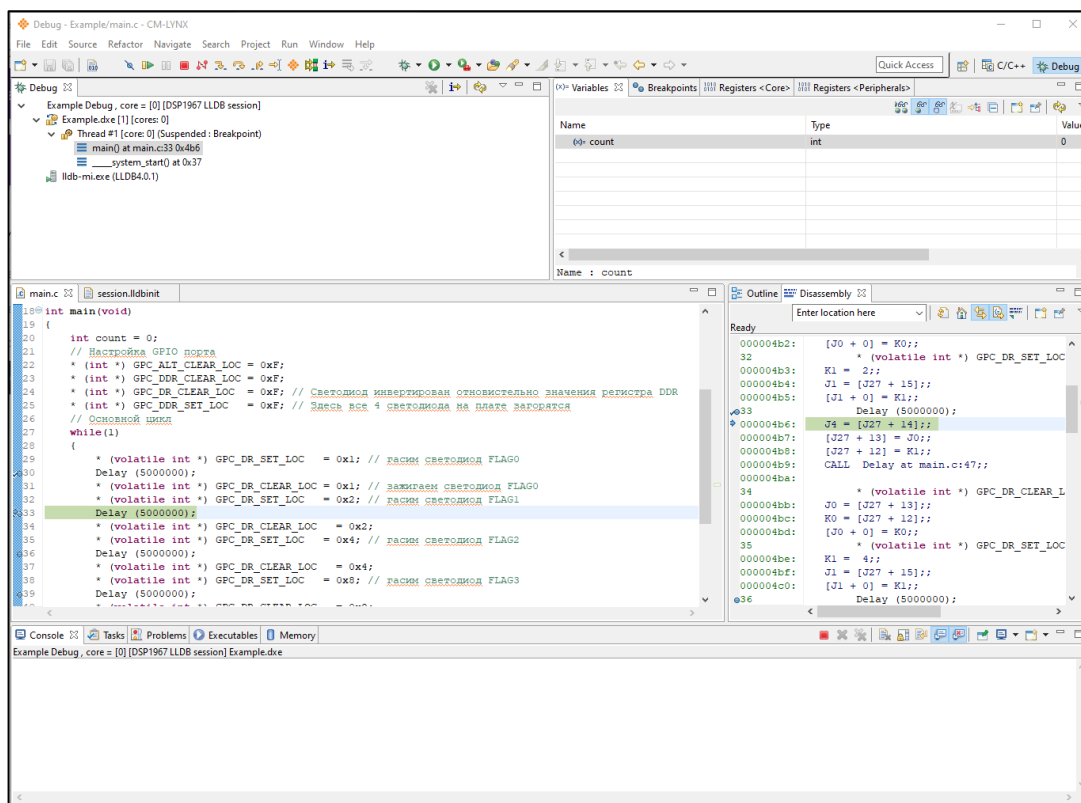 Debug - Example/main.c - CM-LYNX
File Edit Source Refactor Navigate Search Project Run Window Help
Quick Access
C/C++
Debug
Debug
Example Debug , core = [0] [DSP1967 LLDB session]
Example.dxe [1] [cores: 0]
Thread #1 [core: 0] (Suspended : Breakpoint)
main() at main.c:33 0x4b6
____system_start() at 0x37
lldb-mi.exe (LLDB4.0.1)
(x)= Variables
Breakpoints
Registers <Core>
Registers <Peripherals>
Name Type Value
(x)= count int 0
Name : count
main.c
session.lldbinit
18 int main(void)
19 {
20 int count = 0;
21 // Настройка GPIO порта
22 * (int *) GPC_ALT_CLEAR_LOC = 0xF;
23 * (int *) GPC_DDR_CLEAR_LOC = 0xF;
24 * (int *) GPC_DR_CLEAR_LOC = 0xF; // Светодиод инвертирован отновистельно значения регистра DDR
25 * (int *) GPC_DDR_SET_LOC = 0xF; // Здесь все 4 светодиода на плате загорятся
26 // Основной цикл
27 while(1)
28 {
29 * (volatile int *) GPC_DR_SET_LOC = 0x1; // гасим светодиод FLAG0
30 Delay (5000000);
31 * (volatile int *) GPC_DR_CLEAR_LOC = 0x1; // зажигаем светодиод FLAG0
32 * (volatile int *) GPC_DR_SET_LOC = 0x2; // гасим светодиод FLAG1
33 Delay (5000000);
34 * (volatile int *) GPC_DR_CLEAR_LOC = 0x2;
35 * (volatile int *) GPC_DR_SET_LOC = 0x4; // гасим светодиод FLAG2
36 Delay (5000000);
37 * (volatile int *) GPC_DR_CLEAR_LOC = 0x4;
38 * (volatile int *) GPC_DR_SET_LOC = 0x8; // гасим светодиод FLAG3
39 Delay (5000000);
Outline
Disassembly
Enter location here
Ready
000004b2: [J0 + 0] = K0;;
32 * (volatile int *) GPC_DR_SET_LOC
000004b3: K1 = 2;;
000004b4: J1 = [J27 + 15];;
000004b5: [J1 + 0] = K1;;
33 Delay (5000000);
000004b6: J4 = [J27 + 14];;
000004b7: [J27 + 13] = J0;;
000004b8: [J27 + 12] = K1;;
000004b9: CALL Delay at main.c:47;;
000004ba:
34 * (volatile int *) GPC_DR_CLEAR_L
000004bb: J0 = [J27 + 13];;
000004bc: K0 = [J27 + 12];;
000004bd: [J0 + 0] = K0;;
35 * (volatile int *) GPC_DR_SET_LOC
000004be: K1 = 4;;
000004bf: J1 = [J27 + 15];;
000004c0: [J1 + 0] = K1;;
36 Delay (5000000);
Console
Tasks
Problems
Executables
Memory
Example Debug , core = [0] [DSP1967 LLDB session] Example.dxe